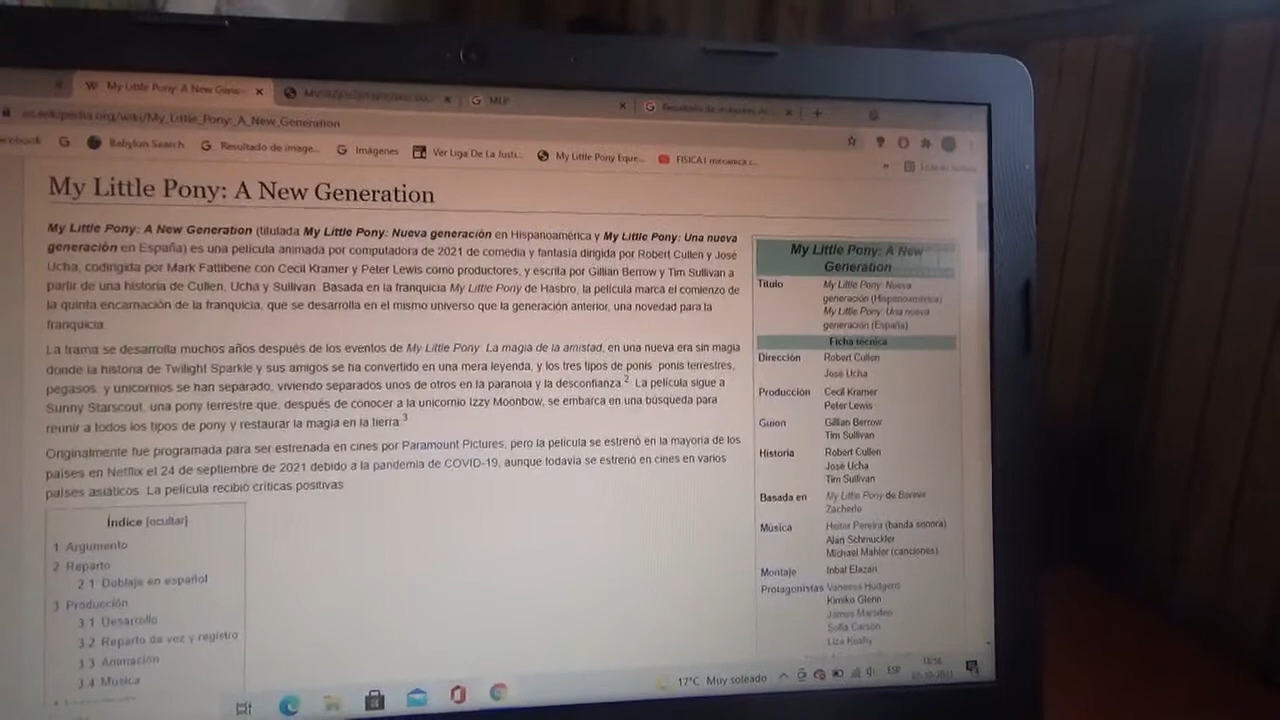 W My Little Pony: A New Gene
G MLP
es.wikipedia.org/wiki/My_Little_Pony:_A_New_Generation
Babylon Search
Resultado de image...
Imágenes
Ver Liga De La Justi...
My Little Pony Eque...
FISICA I mecanica c...
My Little Pony: A New Generation
My Little Pony: A New Generation (titulada My Little Pony: Nueva generación en Hispanoamérica y My Little Pony: Una nueva
generación en España) es una película animada por computadora de 2021 de comedia y fantasía dirigida por Robert Cullen y José
Ucha, codirigida por Mark Fattibene con Cecil Kramer y Peter Lewis como productores, y escrita por Gillian Berrow y Tim Sullivan a
partir de una historia de Cullen, Ucha y Sullivan. Basada en la franquicia My Little Pony de Hasbro, la película marca el comienzo de
la quinta encarnación de la franquicia, que se desarrolla en el mismo universo que la generación anterior, una novedad para la
franquicia.
La trama se desarrolla muchos años después de los eventos de My Little Pony: La magia de la amistad, en una nueva era sin magia
donde la historia de Twilight Sparkle y sus amigos se ha convertido en una mera leyenda, y los tres tipos de ponis: ponis terrestres,
pegasos, y unicornios se han separado, viviendo separados unos de otros en la paranoia y la desconfianza.2 La película sigue a
Sunny Starscout, una pony terrestre que, después de conocer a la unicornio Izzy Moonbow, se embarca en una búsqueda para
reunir a todos los tipos de pony y restaurar la magia en la tierra.3
Originalmente fue programada para ser estrenada en cines por Paramount Pictures, pero la película se estrenó en la mayoría de los
países en Netflix el 24 de septiembre de 2021 debido a la pandemia de COVID-19, aunque todavía se estrenó en cines en varios
países asiáticos. La película recibió críticas positivas
Índice [ocultar]
1 Argumento
2 Reparto
2.1 Doblaje en español
3 Producción
3.1 Desarrollo
3.2 Reparto de voz y registro
3.3 Animación
3.4 Música
My Little Pony: A New
Generation
Título My Little Pony: Nueva
generación (Hispanoamérica)
My Little Pony: Una nueva
generación (España)
Ficha técnica
Dirección Robert Cullen
José Ucha
Producción Cecil Kramer
Peter Lewis
Guion Gillian Berrow
Tim Sullivan
Historia Robert Cullen
José Ucha
Tim Sullivan
Basada en My Little Pony de Bonnie
Zacherle
Música Heitor Pereira (banda sonora)
Alan Schmuckler
Michael Mahler (canciones)
Montaje Inbal Elazari
Protagonistas Vanessa Hudgens
Kimiko Glenn
James Marsden
Sofia Carson
Liza Koshy
17°C Muy soleado
ESP